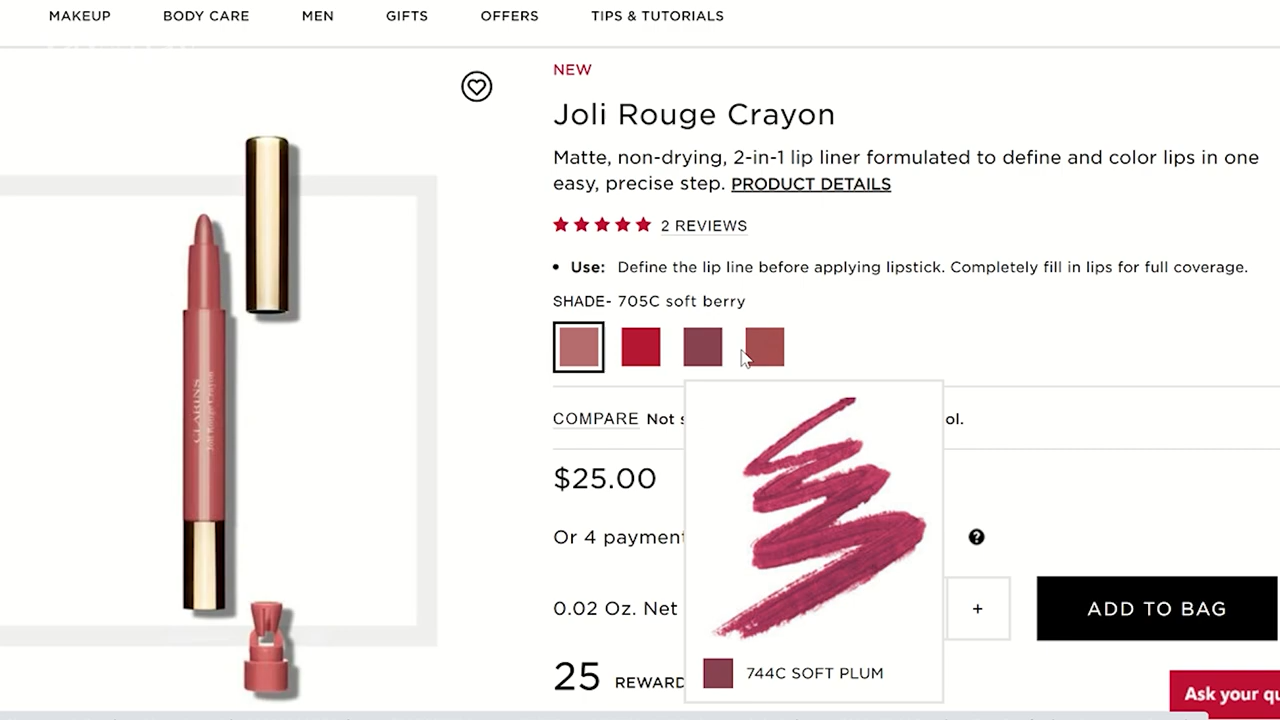 MAKEUP BODY CARE MEN GIFTS OFFERS TIPS & TUTORIALS
NEW
Joli Rouge Crayon
Matte, non-drying, 2-in-1 lip liner formulated to define and color lips in one
easy, precise step. PRODUCT DETAILS
2 REVIEWS
• Use: Define the lip line before applying lipstick. Completely fill in lips for full coverage.
SHADE- 705C soft berry
COMPARE Not s ol.
$25.00
Or 4 payment ?
0.02 Oz. Net + ADD TO BAG
25 REWARD
744C SOFT PLUM
Ask your qu
CLARINS
Joli Rouge Crayon